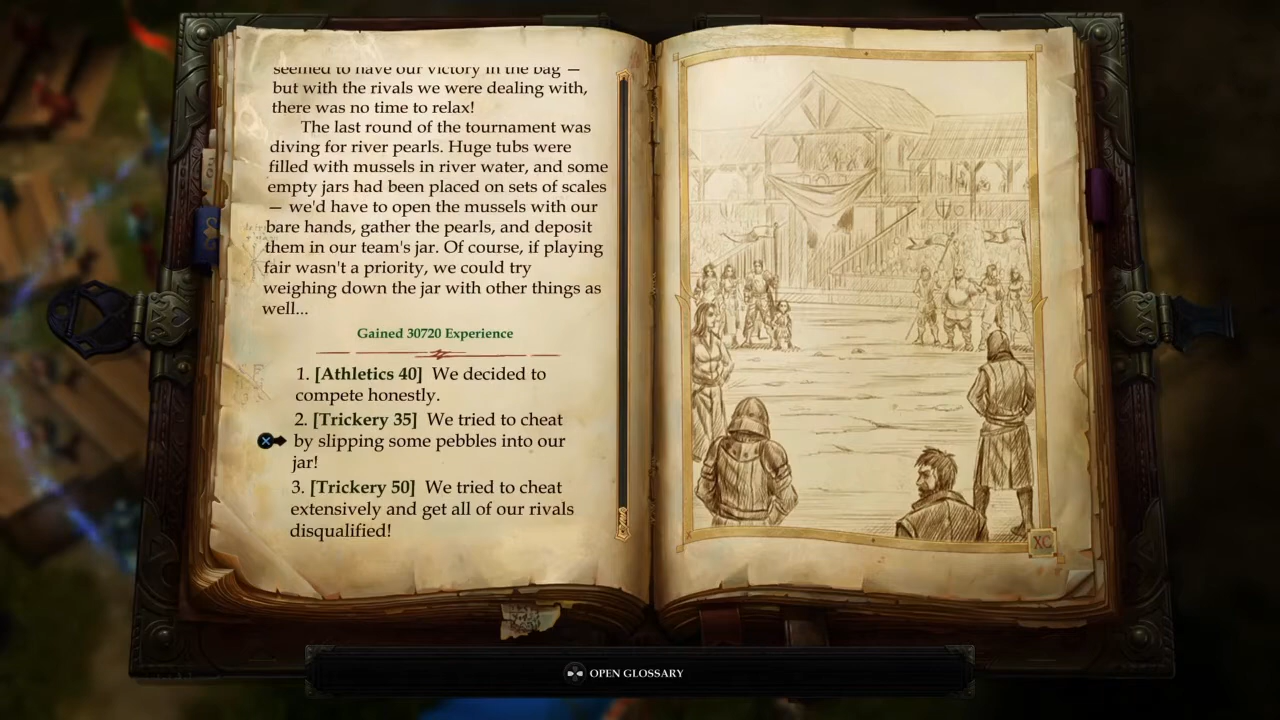 seemed to have our victory in the bag —
but with the rivals we were dealing with,
there was no time to relax!
The last round of the tournament was
diving for river pearls. Huge tubs were
filled with mussels in river water, and some
empty jars had been placed on sets of scales
— we'd have to open the mussels with our
bare hands, gather the pearls, and deposit
them in our team's jar. Of course, if playing
fair wasn't a priority, we could try
weighing down the jar with other things as
well...
Gained 30720 Experience
1. [Athletics 40] We decided to
compete honestly.
2. [Trickery 35] We tried to cheat
by slipping some pebbles into our
jar!
3. [Trickery 50] We tried to cheat
extensively and get all of our rivals
disqualified!
XC
OPEN GLOSSARY